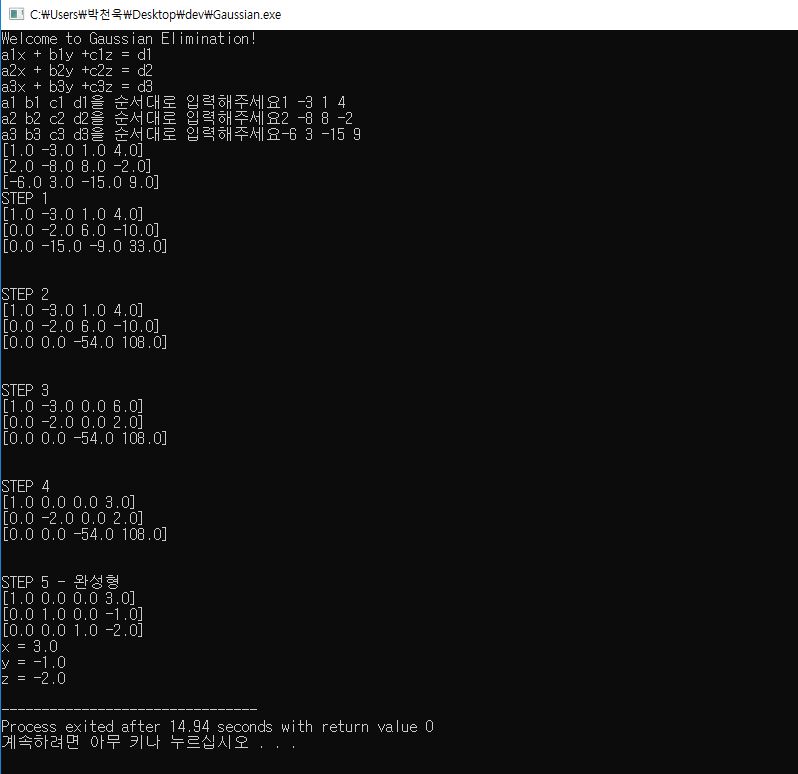 C:₩Users₩박천욱₩Desktop₩dev₩Gaussian.exe
Welcome to Gaussian Elimination!
a1x + b1y +c1z = d1
a2x + b2y +c2z = d2
a3x + b3y +c3z = d3
a1 b1 c1 d1을 순서대로 입력해주세요1 -3 1 4
a2 b2 c2 d2을 순서대로 입력해주세요2 -8 8 -2
a3 b3 c3 d3을 순서대로 입력해주세요-6 3 -15 9
[1.0 -3.0 1.0 4.0]
[2.0 -8.0 8.0 -2.0]
[-6.0 3.0 -15.0 9.0]
STEP 1
[1.0 -3.0 1.0 4.0]
[0.0 -2.0 6.0 -10.0]
[0.0 -15.0 -9.0 33.0]
STEP 2
[1.0 -3.0 1.0 4.0]
[0.0 -2.0 6.0 -10.0]
[0.0 0.0 -54.0 108.0]
STEP 3
[1.0 -3.0 0.0 6.0]
[0.0 -2.0 0.0 2.0]
[0.0 0.0 -54.0 108.0]
STEP 4
[1.0 0.0 0.0 3.0]
[0.0 -2.0 0.0 2.0]
[0.0 0.0 -54.0 108.0]
STEP 5 - 완성형
[1.0 0.0 0.0 3.0]
[0.0 1.0 0.0 -1.0]
[0.0 0.0 1.0 -2.0]
x = 3.0
y = -1.0
z = -2.0
--------------------------------
Process exited after 14.94 seconds with return value 0
계속하려면 아무 키나 누르십시오 . . .